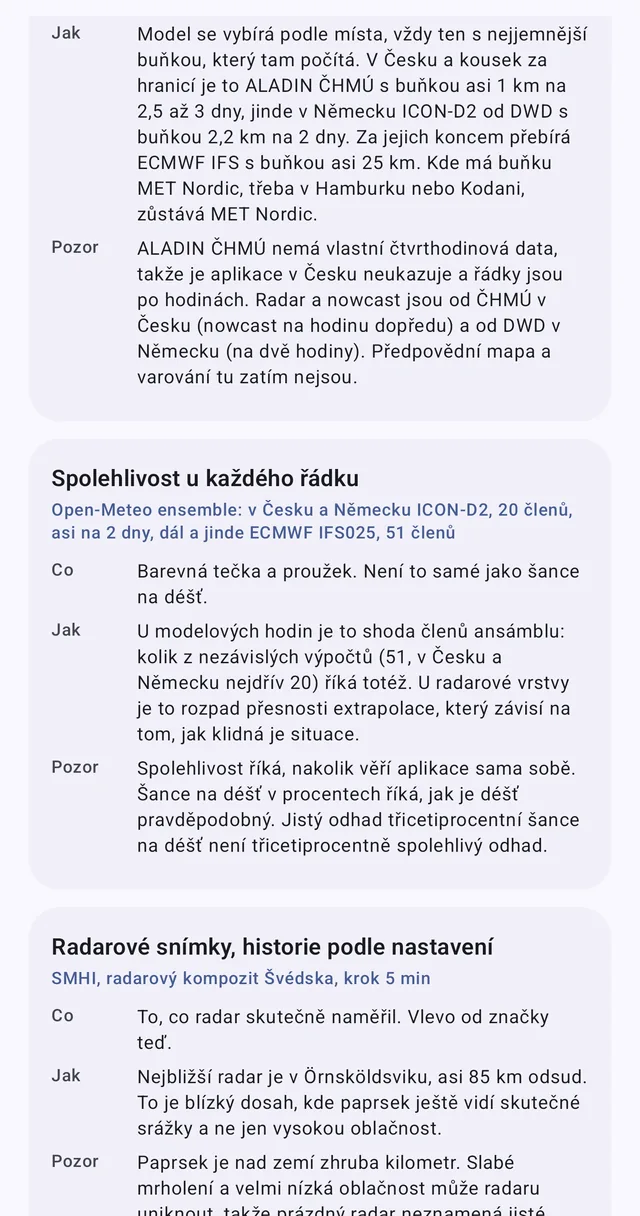 Jak
Model se vybírá podle místa, vždy ten s nejjemnější
buňkou, který tam počítá. V Česku a kousek za
hranicí je to ALADIN ČHMÚ s buňkou asi 1 km na
2,5 až 3 dny, jinde v Německu ICON-D2 od DWD s
buňkou 2,2 km na 2 dny. Za jejich koncem přebírá
ECMWF IFS s buňkou asi 25 km. Kde má buňku
MET Nordic, třeba v Hamburku nebo Kodani,
zůstává MET Nordic.
Pozor
ALADIN ČHMÚ nemá vlastní čtvrthodinová data,
takže je aplikace v Česku neukazuje a řádky jsou
po hodinách. Radar a nowcast jsou od ČHMÚ v
Česku (nowcast na hodinu dopředu) a od DWD v
Německu (na dvě hodiny). Předpovědní mapa a
varování tu zatím nejsou.
Spolehlivost u každého řádku
Open-Meteo ensemble: v Česku a Německu ICON-D2, 20 členů,
asi na 2 dny, dál a jinde ECMWF IFS025, 51 členů
Co
Barevná tečka a proužek. Není to samé jako šance
na déšť.
Jak
U modelových hodin je to shoda členů ansámblu:
kolik z nezávislých výpočtů (51, v Česku a
Německu nejdřív 20) říká totéž. U radarové vrstvy
je to rozpad přesnosti extrapolace, který závisí na
tom, jak klidná je situace.
Pozor
Spolehlivost říká, nakolik věří aplikace sama sobě.
Šance na déšť v procentech říká, jak je déšť
pravděpodobný. Jistý odhad třicetiprocentní šance
na déšť není třicetiprocentně spolehlivý odhad.
Radarové snímky, historie podle nastavení
SMHI, radarový kompozit Švédska, krok 5 min
Co
To, co radar skutečně naměřil. Vlevo od značky
teď.
Jak
Nejbližší radar je v Örnsköldsviku, asi 85 km odsud.
To je blízký dosah, kde paprsek ještě vidí skutečné
srážky a ne jen vysokou oblačnost.
Pozor
Paprsek je nad zemí zhruba kilometr. Slabé
mrholení a velmi nízká oblačnost může radaru
uniknout, takže prázdný radar neznamená jistě